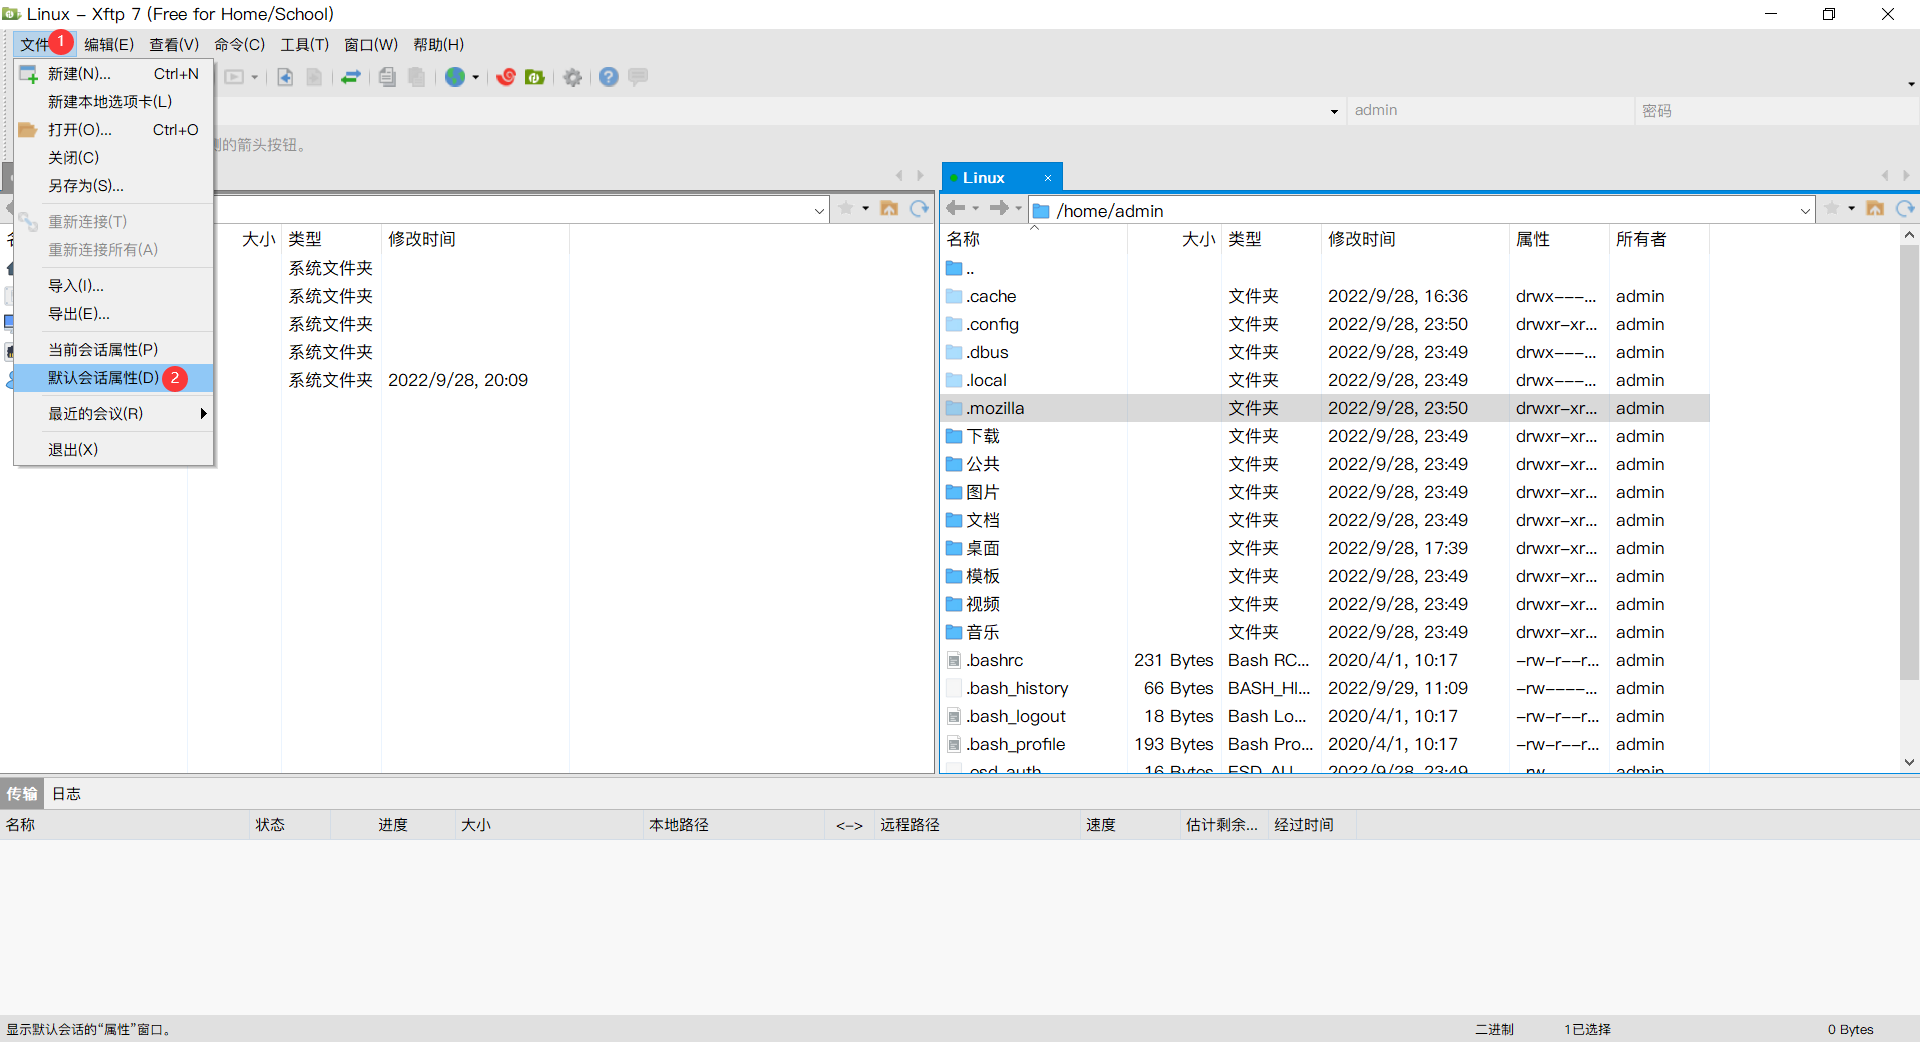 Linux - Xftp 7 (Free for Home/School)
文件 1 编辑(E) 查看(V) 命令(C) 工具(T) 窗口(W) 帮助(H)
新建(N)... Ctrl+N
新建本地选项卡(L)
打开(O)... Ctrl+O
关闭(C)
另存为(S)...
重新连接(T)
重新连接所有(A)
导入(I)...
导出(E)...
当前会话属性(P)
默认会话属性(D) 2
最近的会议(R)
退出(X)
admin 密码
的箭头按钮。
大小 类型 修改时间
系统文件夹
系统文件夹
系统文件夹
系统文件夹
系统文件夹 2022/9/28, 20:09
Linux ×
/home/admin
名称 大小 类型 修改时间 属性 所有者
..
.cache 文件夹 2022/9/28, 16:36 drwx---... admin
.config 文件夹 2022/9/28, 23:50 drwxr-xr... admin
.dbus 文件夹 2022/9/28, 23:49 drwxr-xr... admin
.local 文件夹 2022/9/28, 23:49 drwxr-xr... admin
.mozilla 文件夹 2022/9/28, 23:50 drwxr-xr... admin
下载 文件夹 2022/9/28, 23:49 drwxr-xr... admin
公共 文件夹 2022/9/28, 23:49 drwxr-xr... admin
图片 文件夹 2022/9/28, 23:49 drwxr-xr... admin
文档 文件夹 2022/9/28, 23:49 drwxr-xr... admin
桌面 文件夹 2022/9/28, 17:39 drwxr-xr... admin
模板 文件夹 2022/9/28, 23:49 drwxr-xr... admin
视频 文件夹 2022/9/28, 23:49 drwxr-xr... admin
音乐 文件夹 2022/9/28, 23:49 drwxr-xr... admin
.bashrc 231 Bytes Bash RC... 2020/4/1, 10:17 -rw-r--r... admin
.bash_history 66 Bytes BASH_HI... 2022/9/29, 11:09 -rw----... admin
.bash_logout 18 Bytes Bash Lo... 2020/4/1, 10:17 -rw-r--r... admin
.bash_profile 193 Bytes Bash Pro... 2020/4/1, 10:17 -rw-r--r... admin
.esd_auth 16 Bytes ESD_AU... 2022/9/28, 23:49 -rw----... admin
传输 日志
名称 状态 进度 大小 本地路径 <-> 远程路径 速度 估计剩余... 经过时间
显示默认会话的“属性”窗口。 二进制 1已选择 0 Bytes